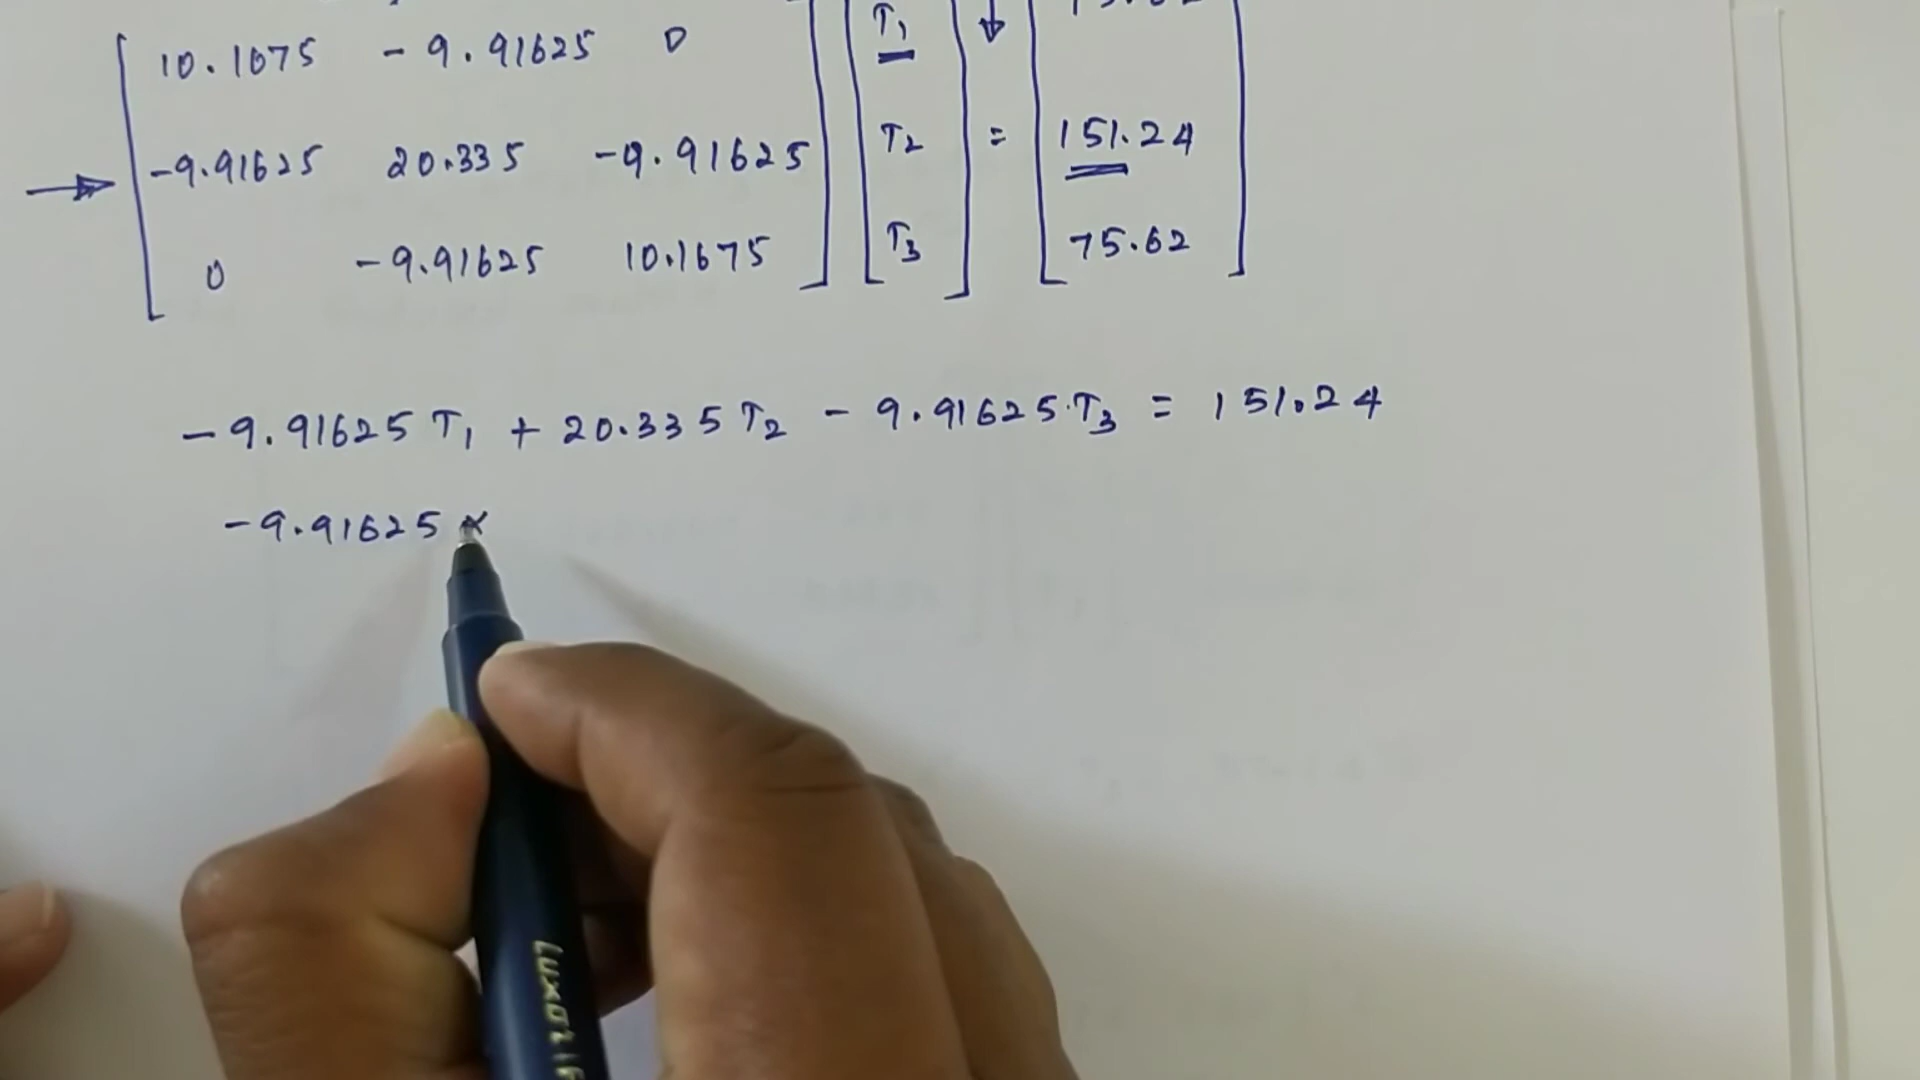 10.1675 - 9.91625 0 T1
-9.91625 20.335 -9.91625 T2 = 151.24
0 -9.91625 10.1675 T3 75.62
-9.91625 T1 + 20.335 T2 - 9.91625 T3 = 151.24
-9.91625 ×